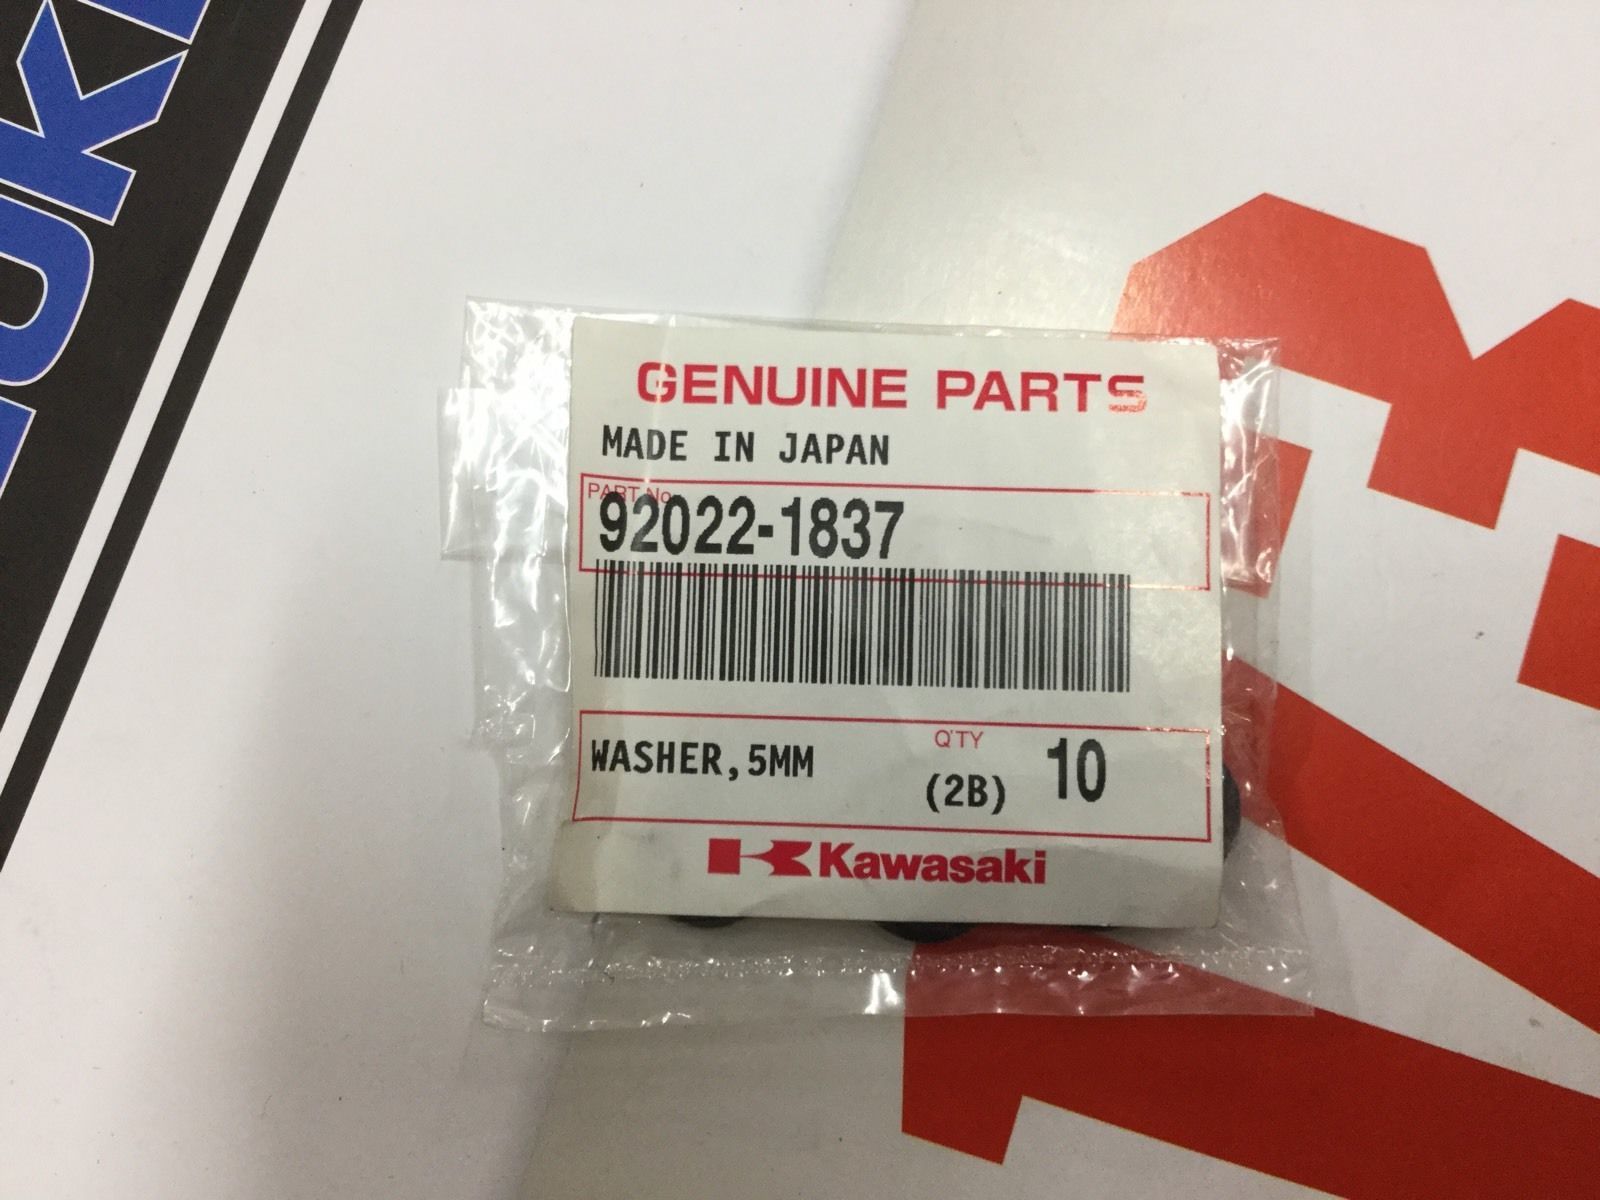 GENUINE PARTS
MADE IN JAPAN
PART No.
92022-1837
WASHER,5MM
Q'TY
(2B) 10
Kawasaki